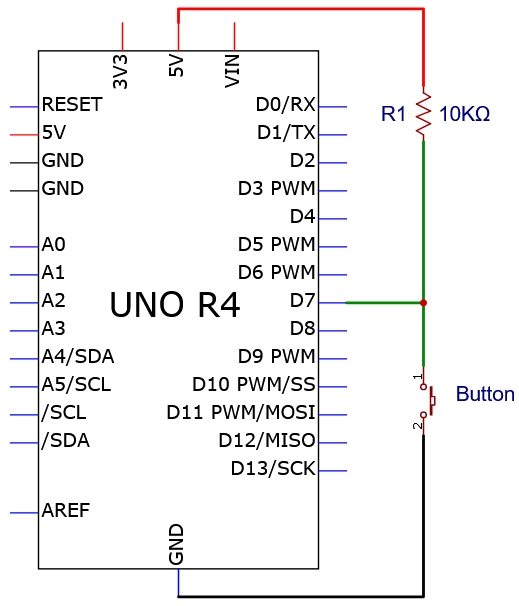 3V3
5V
VIN
R1 10KΩ
RESET
5V
GND
GND
A0
A1
A2
A3
A4/SDA
A5/SCL
/SCL
/SDA
AREF
UNO R4
D0/RX
D1/TX
D2
D3 PWM
D4
D5 PWM
D6 PWM
D7
D8
D9 PWM
D10 PWM/SS
D11 PWM/MOSI
D12/MISO
D13/SCK
1
Button
2
GND